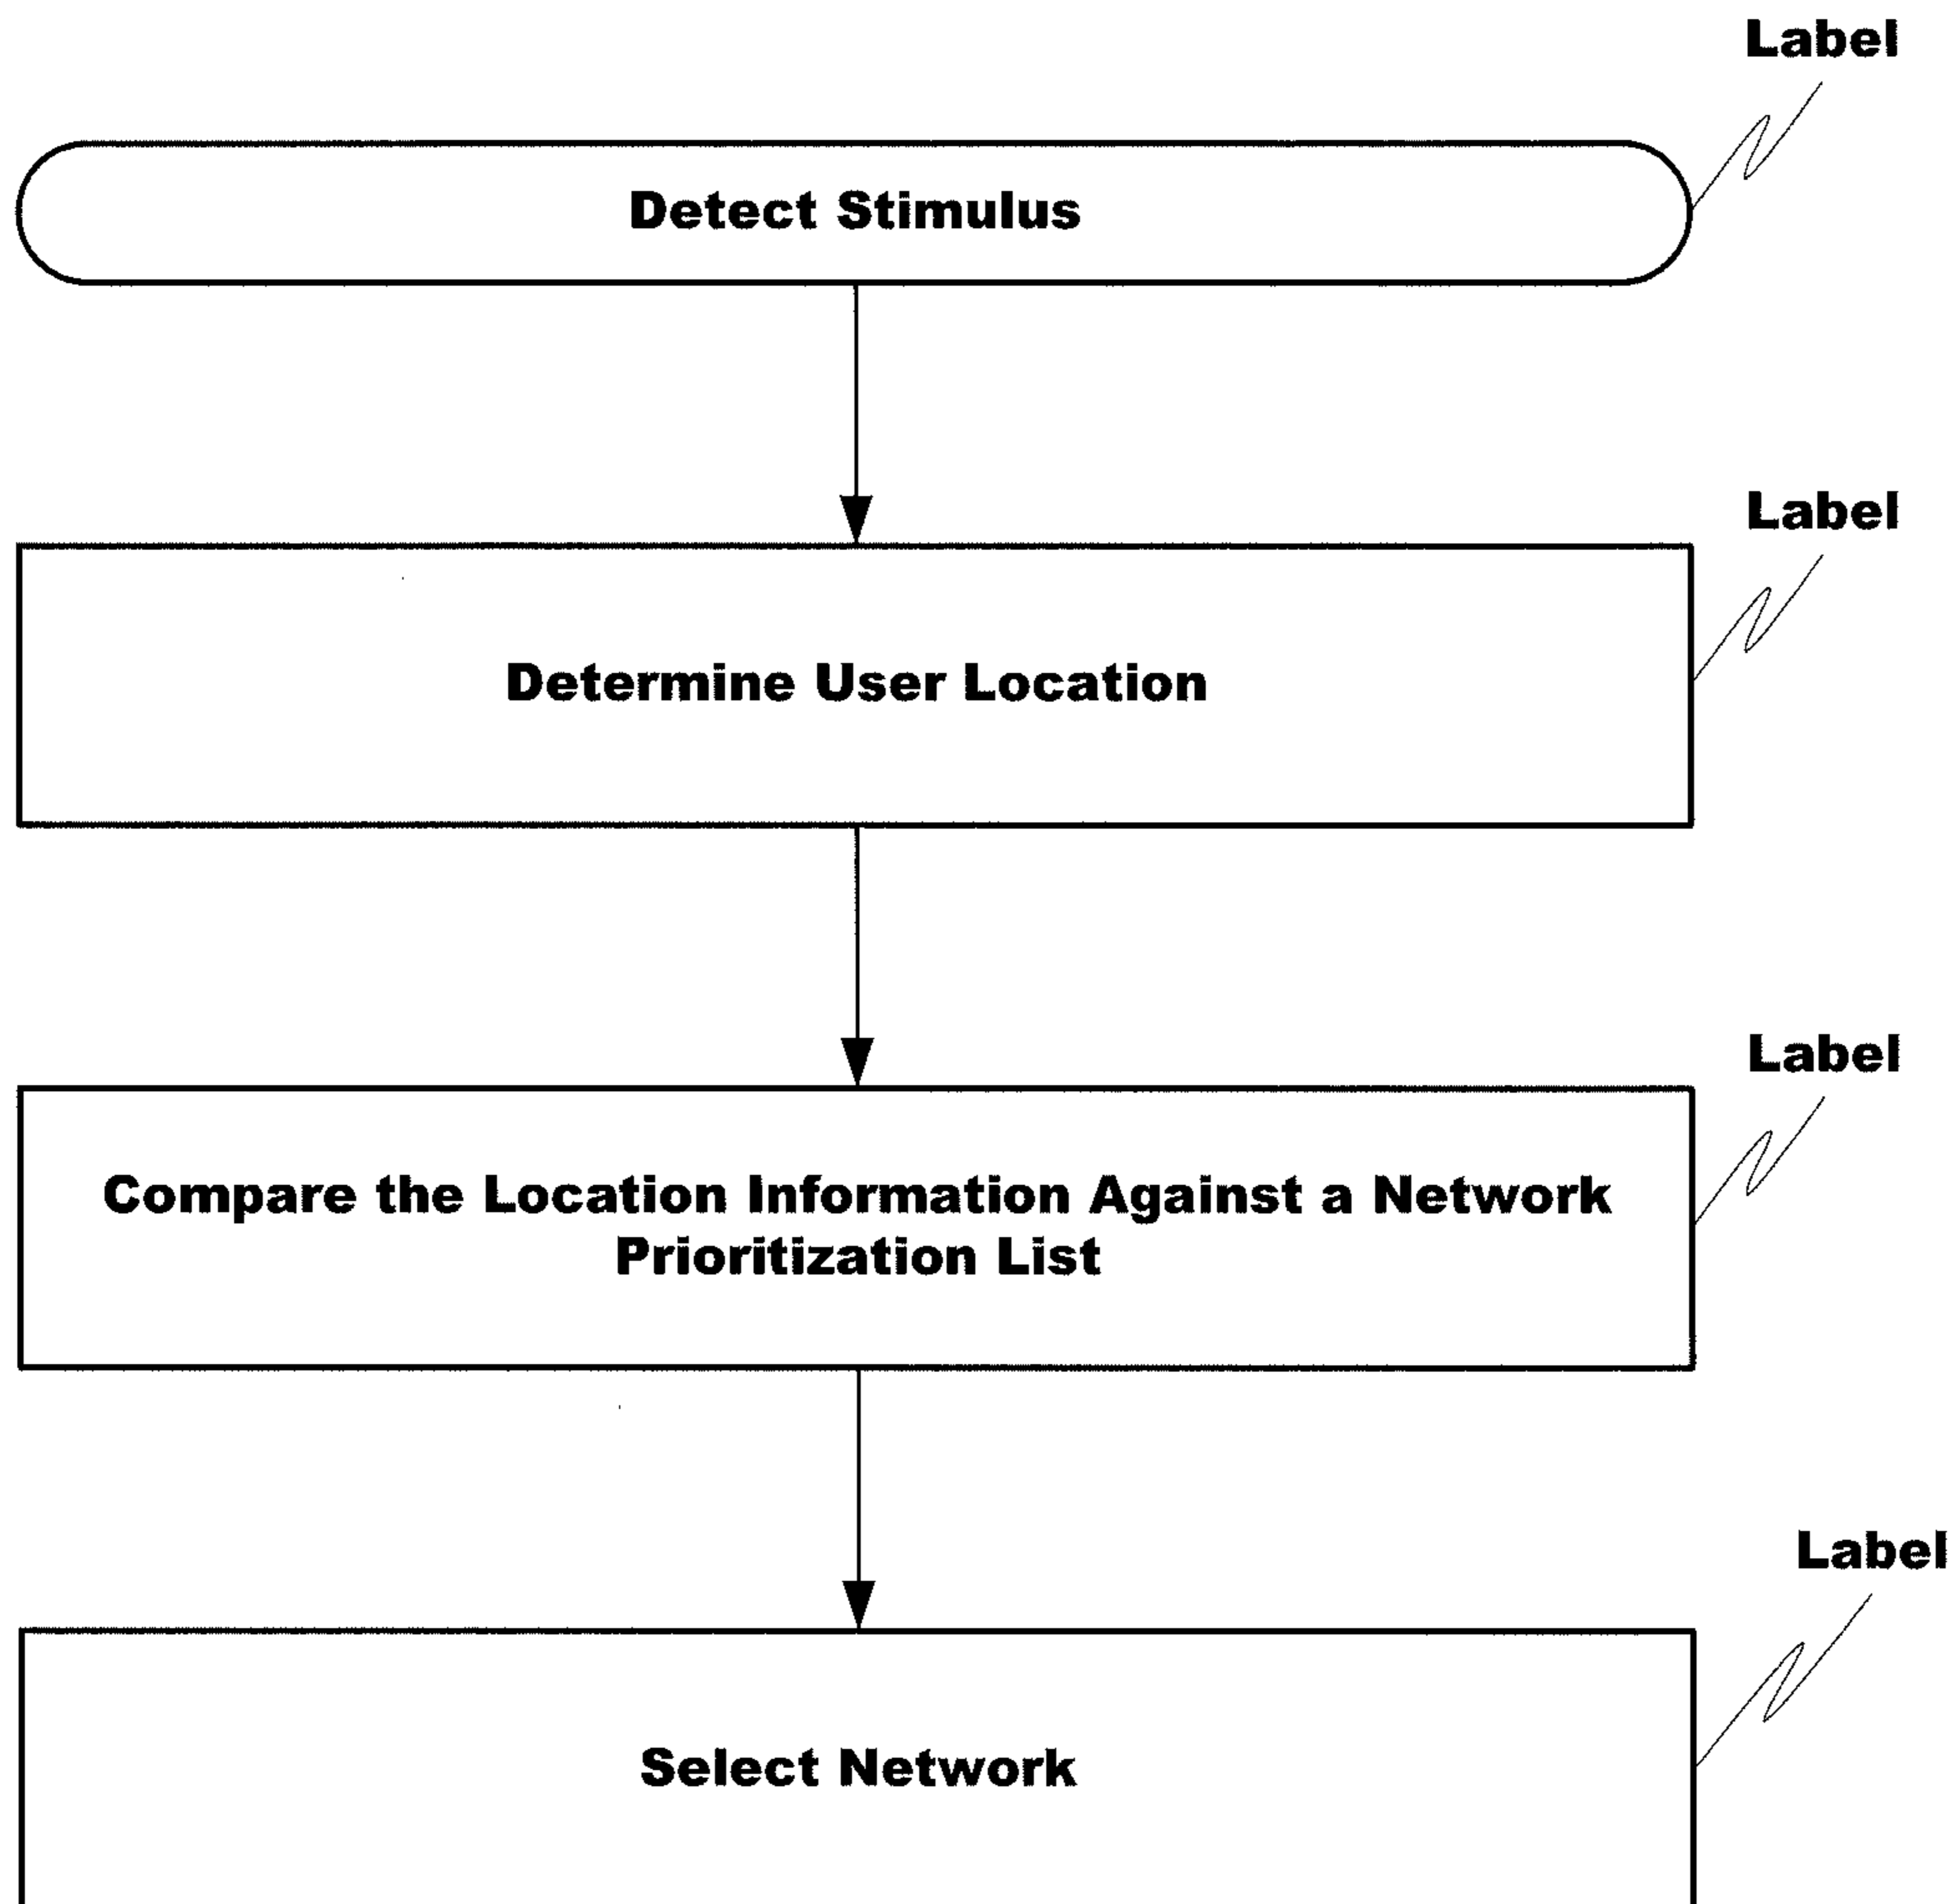 Label
Detect Stimulus
Label
Determine User Location
Label
Compare the Location Information Against a Network
Prioritization List
Label
Select Network